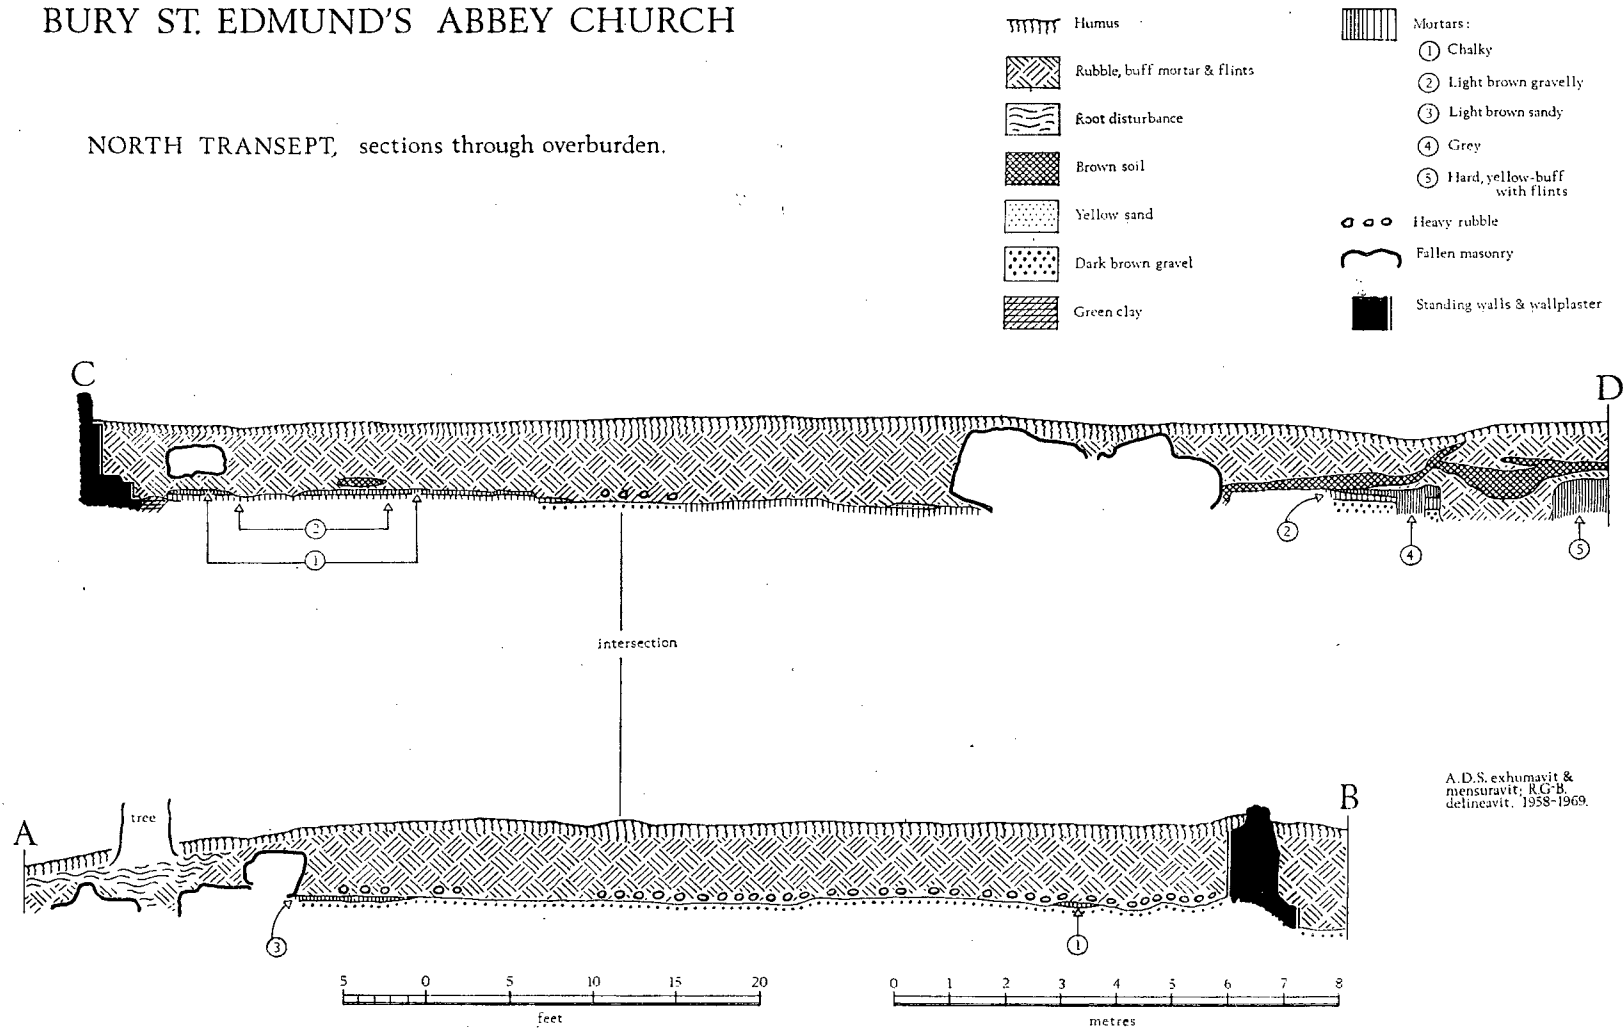 BURY ST. EDMUND'S ABBEY CHURCH
NORTH TRANSEPT, sections through overburden.
Humus
Rubble, buff mortar & flints
Root disturbance
Brown soil
Yellow sand
Dark brown gravel
Green clay
Mortars:
1 Chalky
2 Light brown gravelly
3 Light brown sandy
4 Grey
5 Hard, yellow-buff
with flints
Heavy rubble
Fallen masonry
Standing walls & wallplaster
C
D
2
1
2
4
5
intersection
A.D.S. exhumavit &
mensuravit; R.G-B.
delineavit. 1958-1969.
A
tree
B
3
1
5 0 5 10 15 20
feet
0 1 2 3 4 5 6 7 8
metres